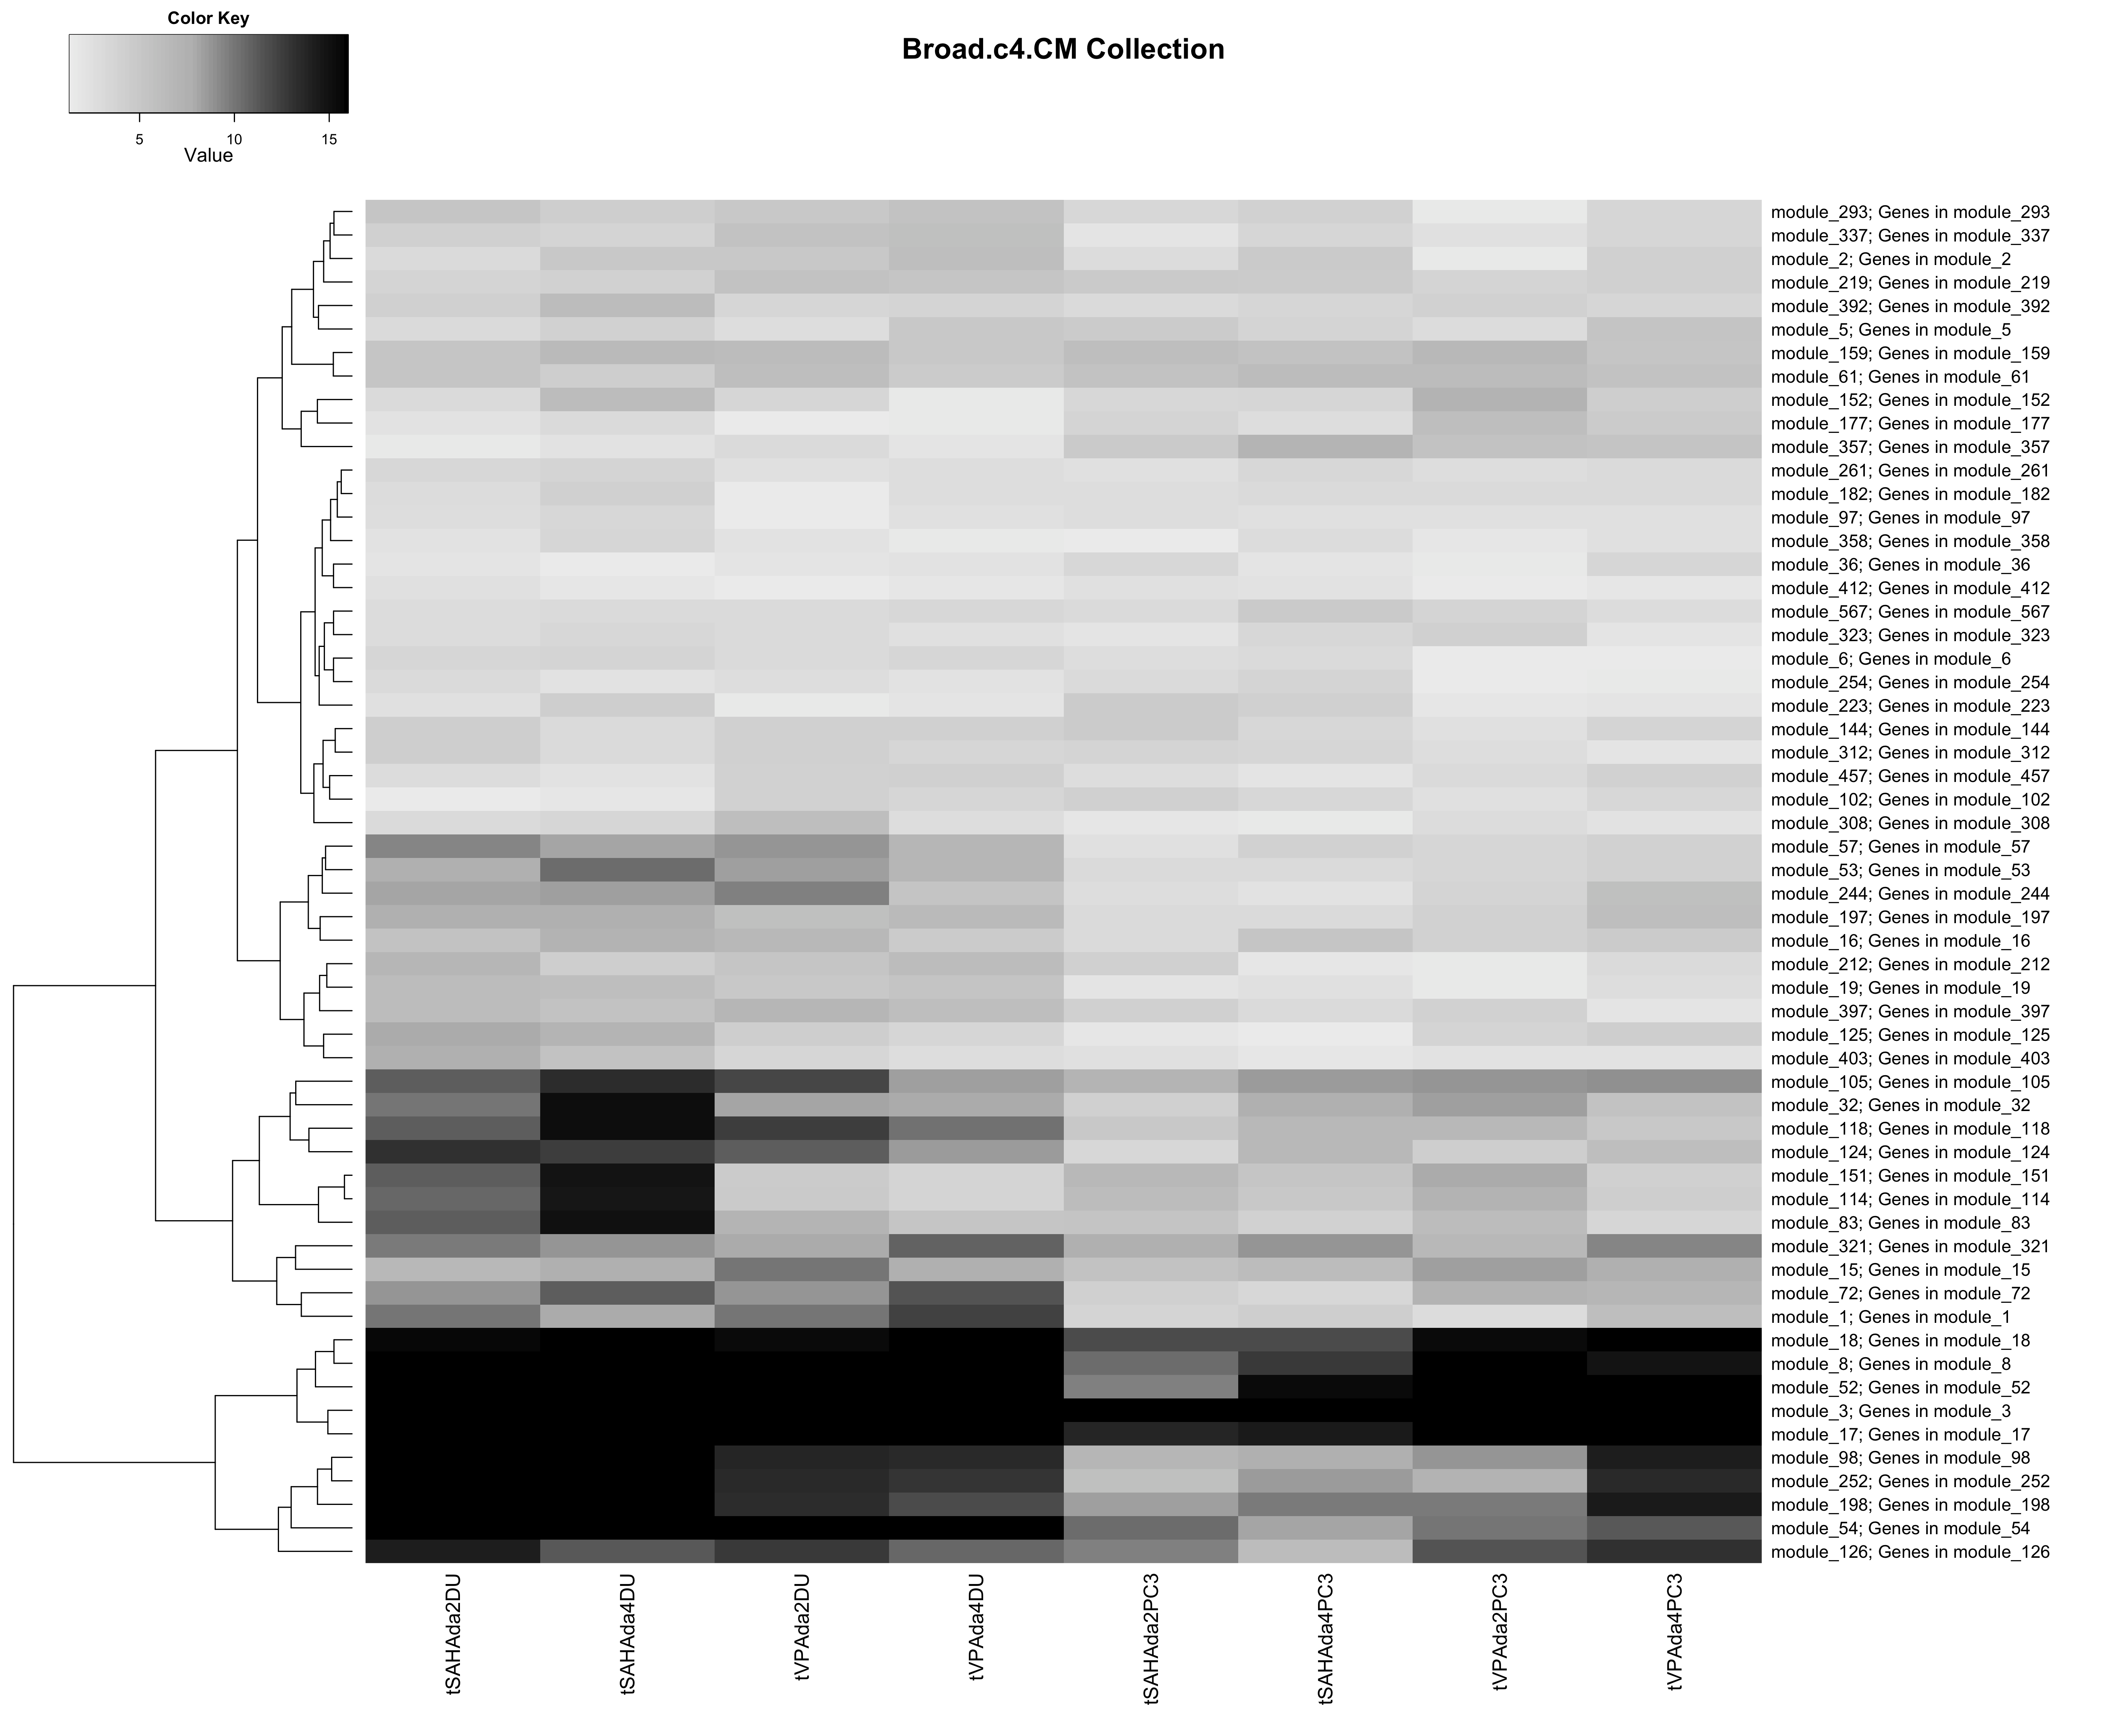 Color Key
Broad.c4.CM Collection
5 10 15
Value
module_293; Genes in module_293
module_337; Genes in module_337
module_2; Genes in module_2
module_219; Genes in module_219
module_392; Genes in module_392
module_5; Genes in module_5
module_159; Genes in module_159
module_61; Genes in module_61
module_152; Genes in module_152
module_177; Genes in module_177
module_357; Genes in module_357
module_261; Genes in module_261
module_182; Genes in module_182
module_97; Genes in module_97
module_358; Genes in module_358
module_36; Genes in module_36
module_412; Genes in module_412
module_567; Genes in module_567
module_323; Genes in module_323
module_6; Genes in module_6
module_254; Genes in module_254
module_223; Genes in module_223
module_144; Genes in module_144
module_312; Genes in module_312
module_457; Genes in module_457
module_102; Genes in module_102
module_308; Genes in module_308
module_57; Genes in module_57
module_53; Genes in module_53
module_244; Genes in module_244
module_197; Genes in module_197
module_16; Genes in module_16
module_212; Genes in module_212
module_19; Genes in module_19
module_397; Genes in module_397
module_125; Genes in module_125
module_403; Genes in module_403
module_105; Genes in module_105
module_32; Genes in module_32
module_118; Genes in module_118
module_124; Genes in module_124
module_151; Genes in module_151
module_114; Genes in module_114
module_83; Genes in module_83
module_321; Genes in module_321
module_15; Genes in module_15
module_72; Genes in module_72
module_1; Genes in module_1
module_18; Genes in module_18
module_8; Genes in module_8
module_52; Genes in module_52
module_3; Genes in module_3
module_17; Genes in module_17
module_98; Genes in module_98
module_252; Genes in module_252
module_198; Genes in module_198
module_54; Genes in module_54
module_126; Genes in module_126
tSAHAda2DU
tSAHAda4DU
tVPAda2DU
tVPAda4DU
tSAHAda2PC3
tSAHAda4PC3
tVPAda2PC3
tVPAda4PC3